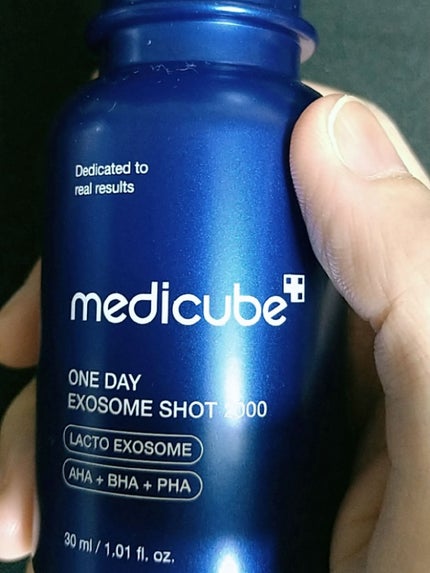 Dedicated to
real results
medicube
ONE DAY
EXOSOME SHOT 2000
LACTO EXOSOME
AHA + BHA + PHA
30 ml / 1.01 fl. oz.